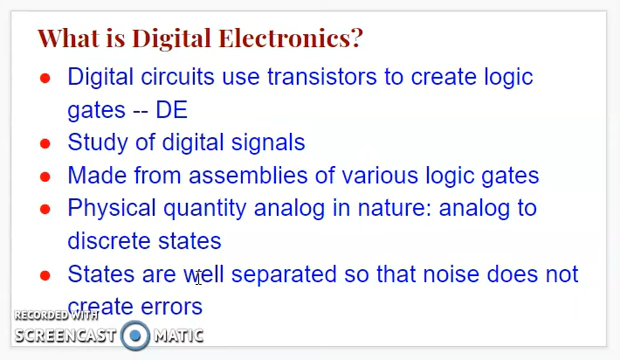 What is Digital Electronics?
● Digital circuits use transistors to create logic
gates -- DE
● Study of digital signals
● Made from assemblies of various logic gates
● Physical quantity analog in nature: analog to
discrete states
● States are well separated so that noise does not
create errors
RECORDED WITH
SCREENCAST MATIC